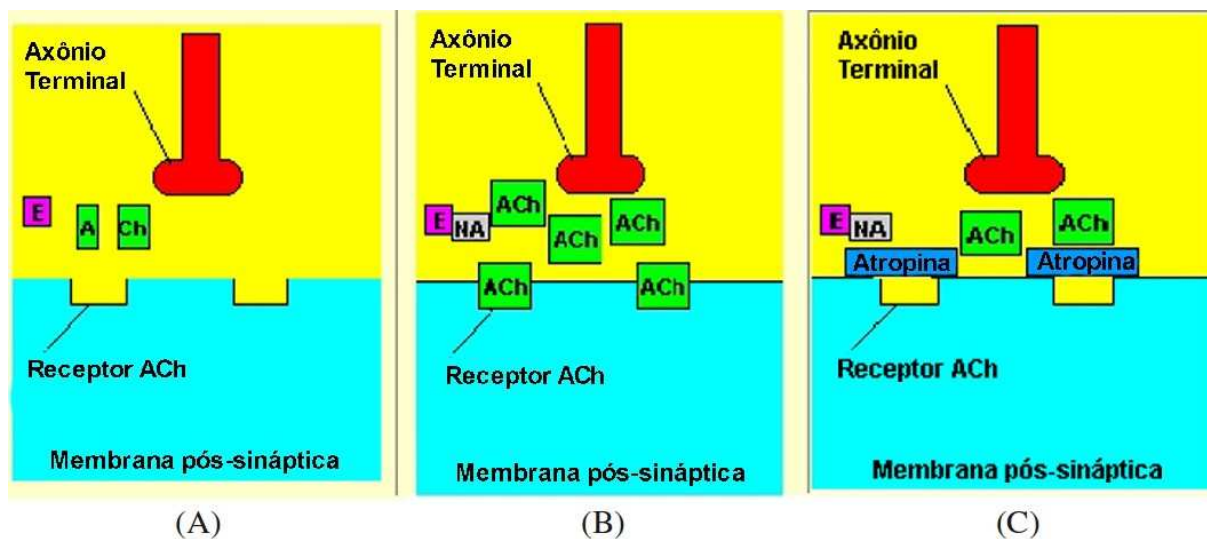 Axônio
Terminal
E
A
Ch
Receptor ACh
Membrana pós-sináptica
(A)
Axônio
Terminal
E
NA
ACh
ACh
ACh
ACh
ACh
Receptor ACh
Membrana pós-sináptica
(B)
Axônio
Terminal
E
NA
ACh
ACh
Atropina
Atropina
Receptor ACh
Membrana pós-sináptica
(C)